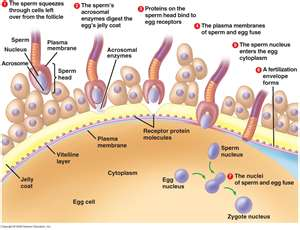 1 The sperm squeezes
through cells left
over from the follicle
2 The sperm's
acrosomal
enzymes digest the
egg's jelly coat
3 Proteins on the
sperm head bind to
egg receptors
4 The plasma membranes
of sperm and egg fuse
5 The sperm nucleus
enters the egg
cytoplasm
6 A fertilization
envelope
forms
Sperm
Nucleus
Acrosome
Plasma
membrane
Sperm
head
Acrosomal
enzymes
Plasma
membrane
Receptor protein
molecules
Vitelline
layer
Jelly
coat
Cytoplasm
Egg cell
Sperm
nucleus
Egg
nucleus
7 The nuclei
of sperm and egg fuse
Zygote nucleus